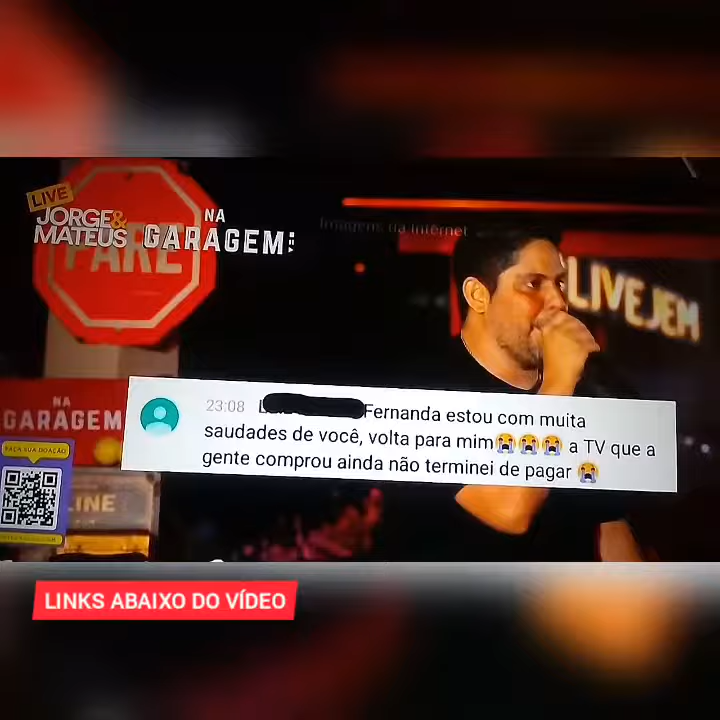 LIVE
JORGE&
MATEUS
NA
GARAGEM
PARE
Imagens da Internet
LIVEJEM
NA
GARAGEM
FAÇA SUA DOAÇÃO
23:08 Fernanda estou com muita
saudades de você, volta para mim😭😭😭 a TV que a
gente comprou ainda não terminei de pagar 😭
LINKS ABAIXO DO VÍDEO